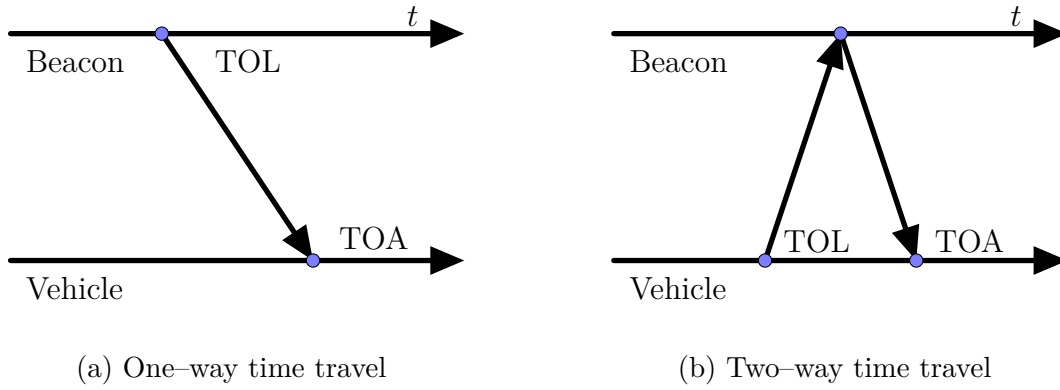 t
Beacon
TOL
TOA
Vehicle
(a) One–way time travel
t
Beacon
TOL
TOA
Vehicle
(b) Two–way time travel